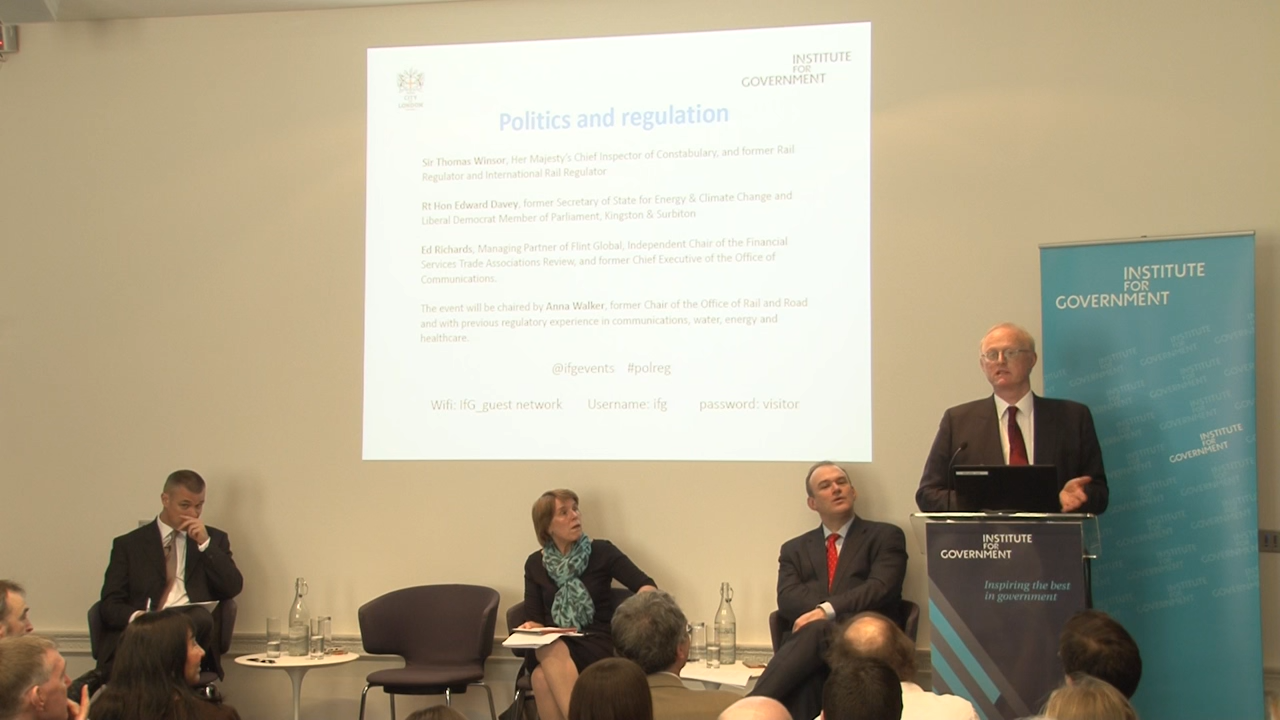 CITY
LONDON
INSTITUTE
FOR
GOVERNMENT
Politics and regulation
Sir Thomas Winsor, Her Majesty's Chief Inspector of Constabulary, and former Rail
Regulator and International Rail Regulator
Rt Hon Edward Davey, former Secretary of State for Energy & Climate Change and
Liberal Democrat Member of Parliament, Kingston & Surbiton
Ed Richards, Managing Partner of Flint Global, Independent Chair of the Financial
Services Trade Associations Review, and former Chief Executive of the Office of
Communications.
The event will be chaired by Anna Walker, former Chair of the Office of Rail and Road
and with previous regulatory experience in communications, water, energy and
healthcare.
@ifgevents #polreg
Wifi: IfG_guest network Username: ifg password: visitor
INSTITUTE
FOR
GOVERNMENT
INSTITUTE
FOR
GOVERNMENT
INSTITUTE
FOR
GOVERNMENT
Inspiring the best
in government